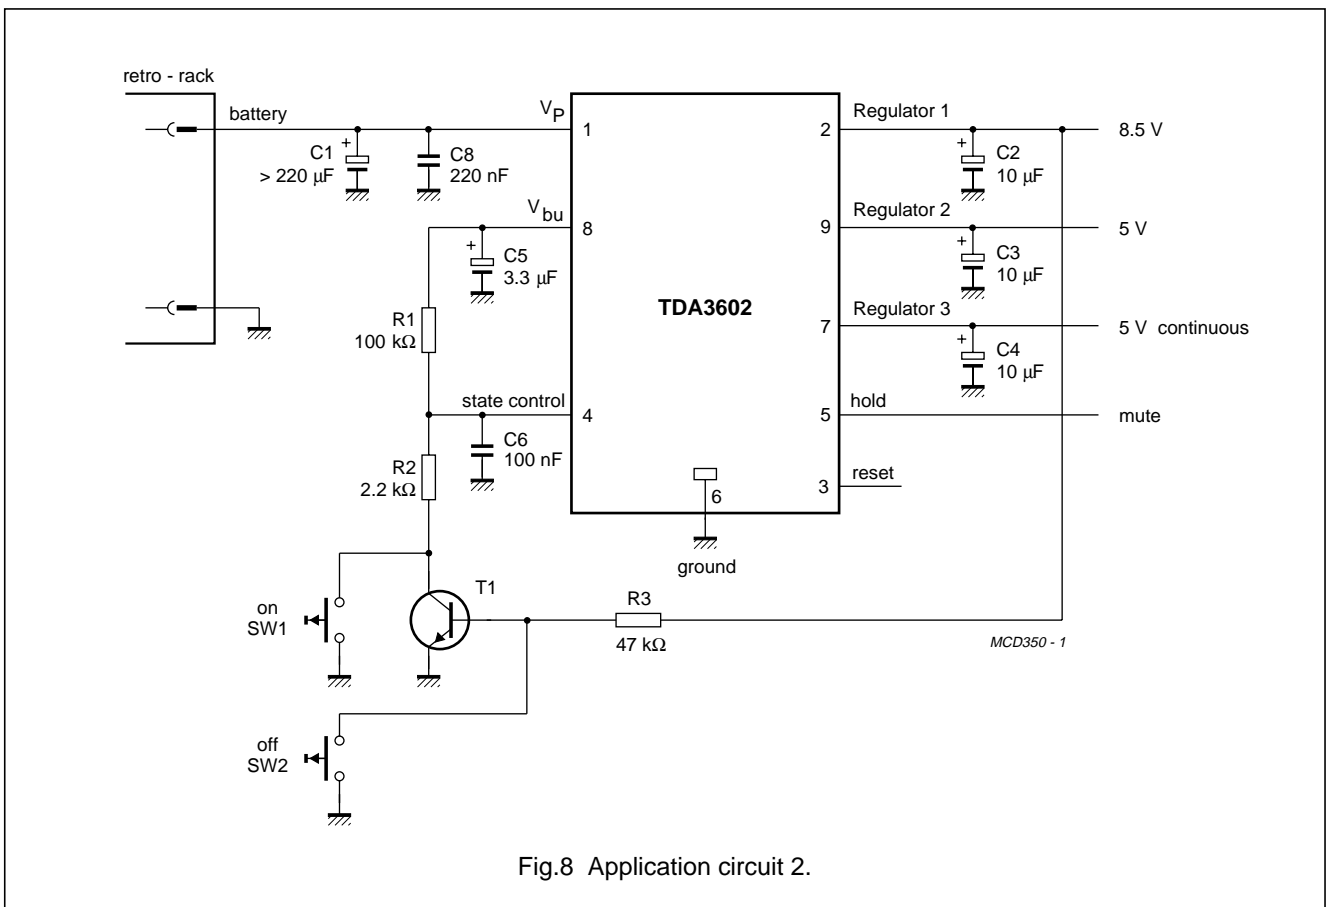 retro - rack
battery
VP
1
C1
> 220 µF
+
C8
220 nF
Vbu
8
+
C5
3.3 µF
R1
100 kΩ
state control
4
C6
100 nF
R2
2.2 kΩ
TDA3602
6
ground
2
Regulator 1
8.5 V
+
C2
10 µF
9
Regulator 2
5 V
+
C3
10 µF
7
Regulator 3
5 V continuous
+
C4
10 µF
5
hold
mute
3
reset
on
SW1
T1
R3
47 kΩ
MCD350 - 1
off
SW2
Fig.8 Application circuit 2.